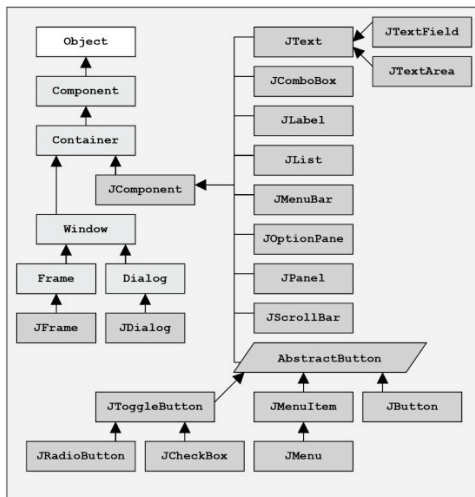 Object
Component
Container
JComponent
Window
Frame
Dialog
JFrame
JDialog
JText
JTextField
JTextArea
JComboBox
JLabel
JList
JMenuBar
JOptionPane
JPanel
JScrollBar
AbstractButton
JToggleButton
JMenuItem
JButton
JRadioButton
JCheckBox
JMenu